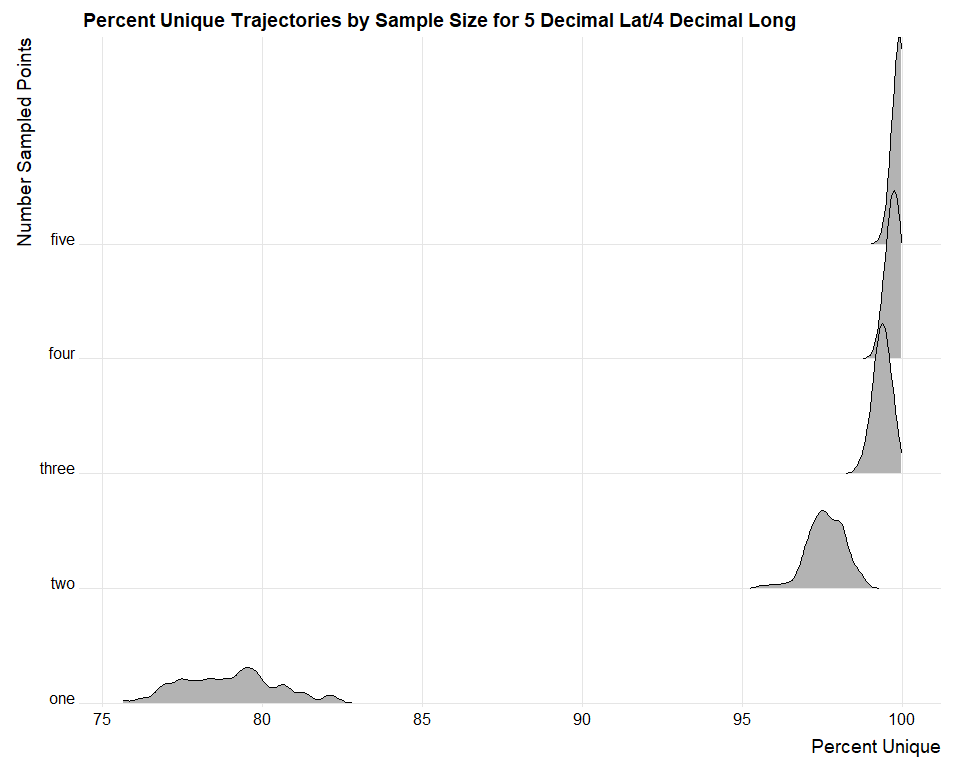 Percent Unique Trajectories by Sample Size for 5 Decimal Lat/4 Decimal Long
Number Sampled Points
five
four
three
two
one
75 80 85 90 95 100
Percent Unique